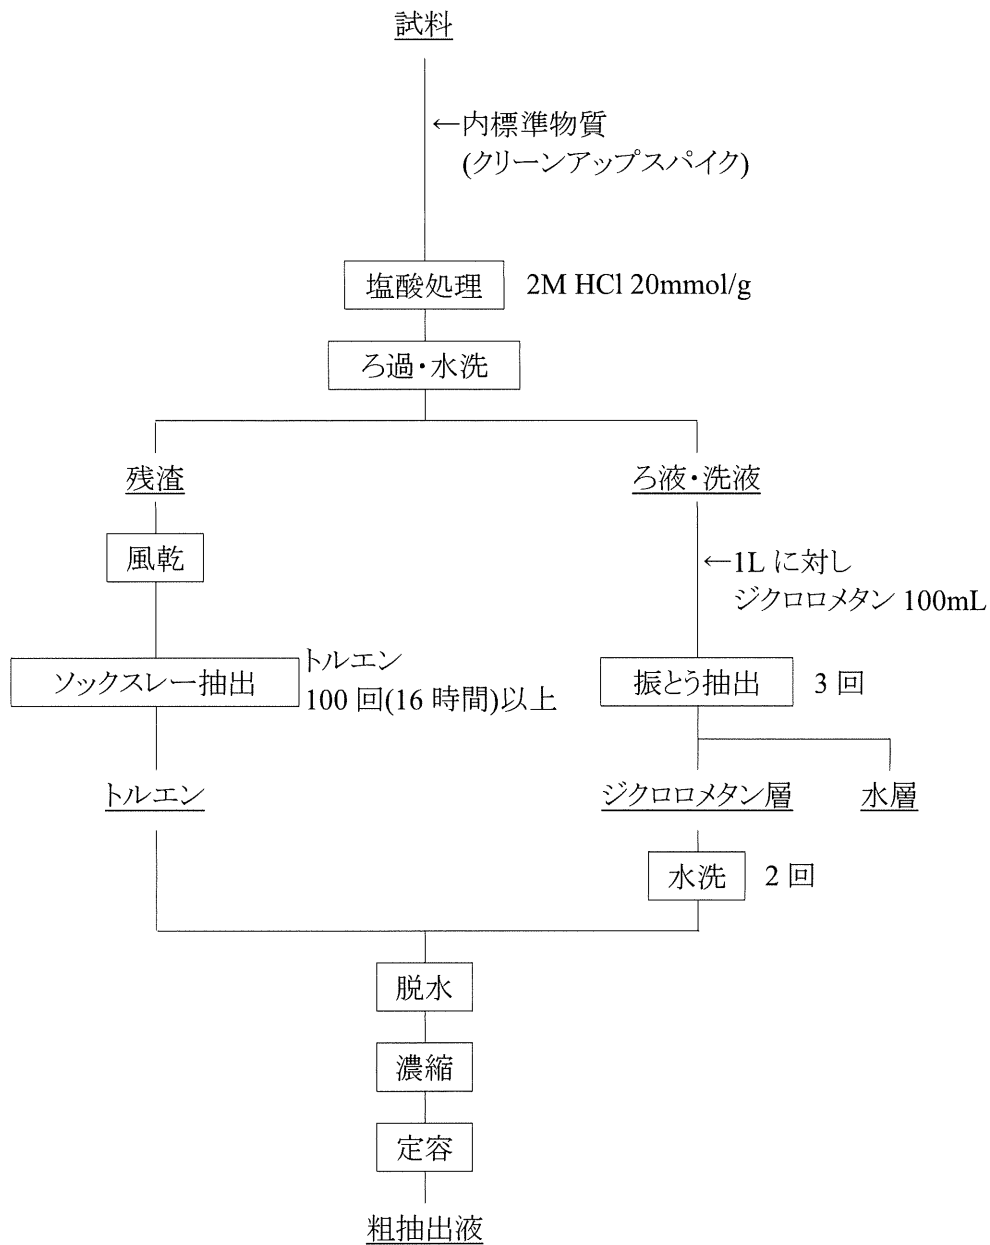 試料
←内標準物質
(クリーンアップスパイク)
塩酸処理 2M HCl 20mmol/g
ろ過・水洗
残渣
ろ液・洗液
風乾
←1L に対し
ジクロロメタン 100mL
ソックスレー抽出
トルエン
100 回(16 時間)以上
振とう抽出 3 回
トルエン
ジクロロメタン層
水層
水洗 2 回
脱水
濃縮
定容
粗抽出液